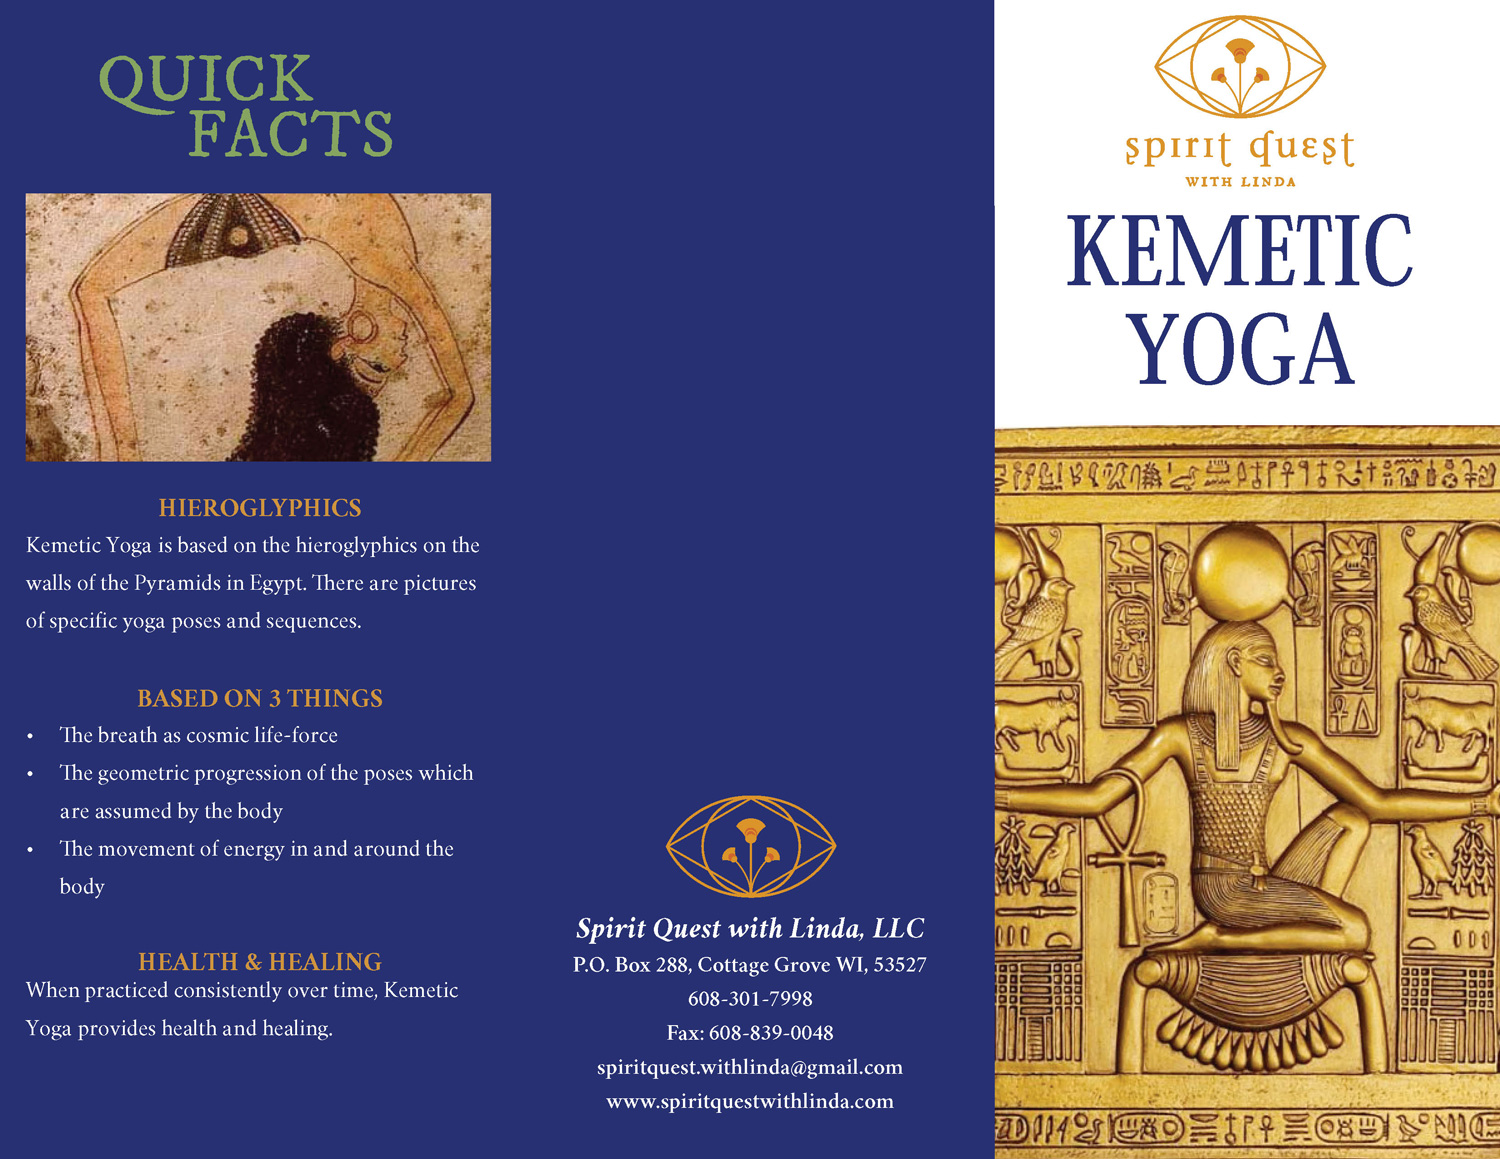 QUICK
FACTS
HIEROGLYPHICS
Kemetic Yoga is based on the hieroglyphics on the
walls of the Pyramids in Egypt. There are pictures
of specific yoga poses and sequences.
BASED ON 3 THINGS
• The breath as cosmic life-force
• The geometric progression of the poses which
are assumed by the body
• The movement of energy in and around the
body
HEALTH & HEALING
When practiced consistently over time, Kemetic
Yoga provides health and healing.
Spirit Quest with Linda, LLC
P.O. Box 288, Cottage Grove WI, 53527
608-301-7998
Fax: 608-839-0048
spiritquest.withlinda@gmail.com
www.spiritquestwithlinda.com
spirit quest
WITH LINDA
KEMETIC
YOGA